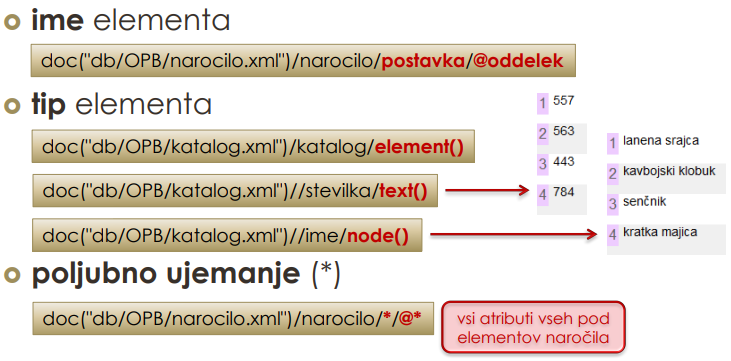 ime elementa
doc("db/OPB/narocilo.xml")/narocilo/postavka/@oddelek
tip elementa
doc("db/OPB/katalog.xml")/katalog/element()
doc("db/OPB/katalog.xml")//stevilka/text()
1 557
2 563
3 443
4 784
doc("db/OPB/katalog.xml")//ime/node()
1 lanena srajca
2 kavbojski klobuk
3 senčnik
4 kratka majica
poljubno ujemanje (*)
doc("db/OPB/narocilo.xml")/narocilo/*/@*
vsi atributi vseh pod
elementov naročila